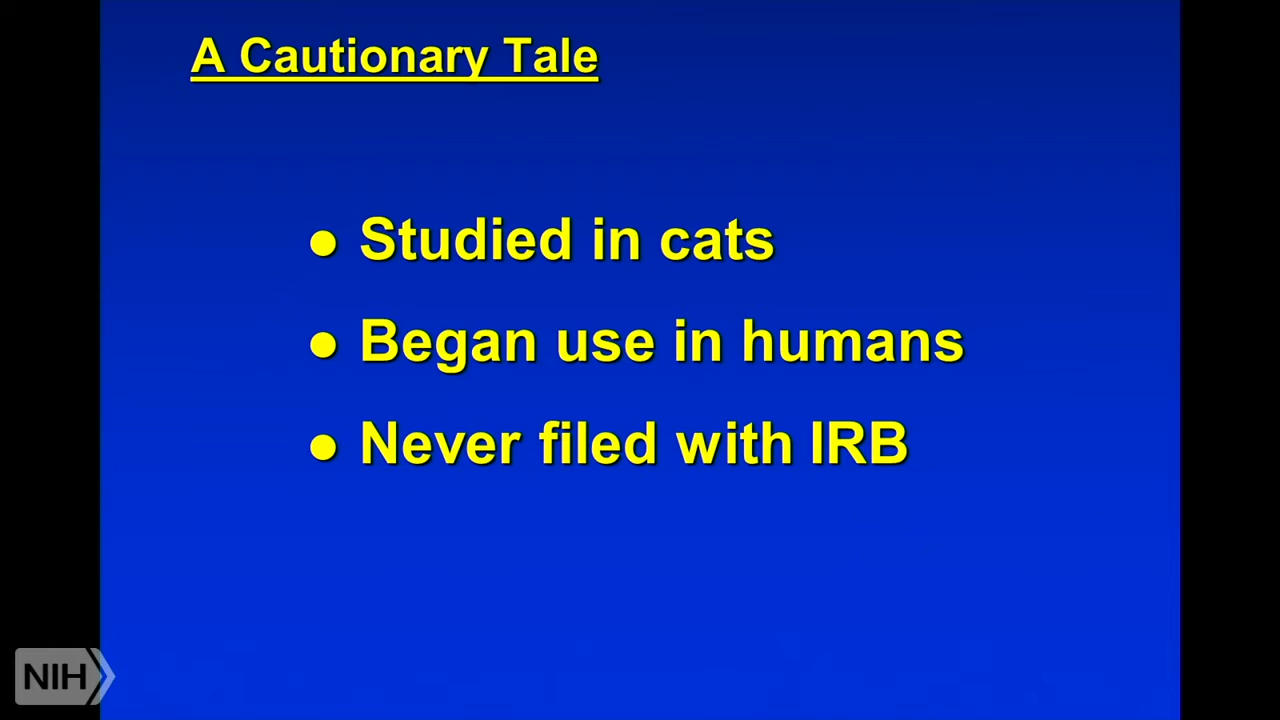 A Cautionary Tale
● Studied in cats
● Began use in humans
● Never filed with IRB
NIH